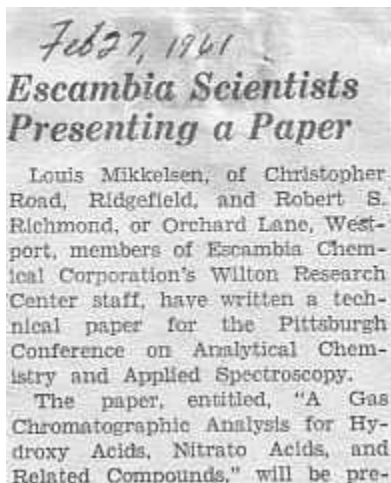 Feb 27, 1961
Escambia Scientists
Presenting a Paper
Louis Mikkelsen, of Christopher
Road, Ridgefield, and Robert S.
Richmond, or Orchard Lane, West-
port, members of Escambia Chem-
ical Corporation's Wilton Research
Center staff, have written a tech-
nical paper for the Pittsburgh
Conference on Analytical Chem-
istry and Applied Spectroscopy.
The paper, entitled, "A Gas
Chromatographic Analysis for Hy-
droxy Acids, Nitrato Acids, and
Related Compounds," will be pre-